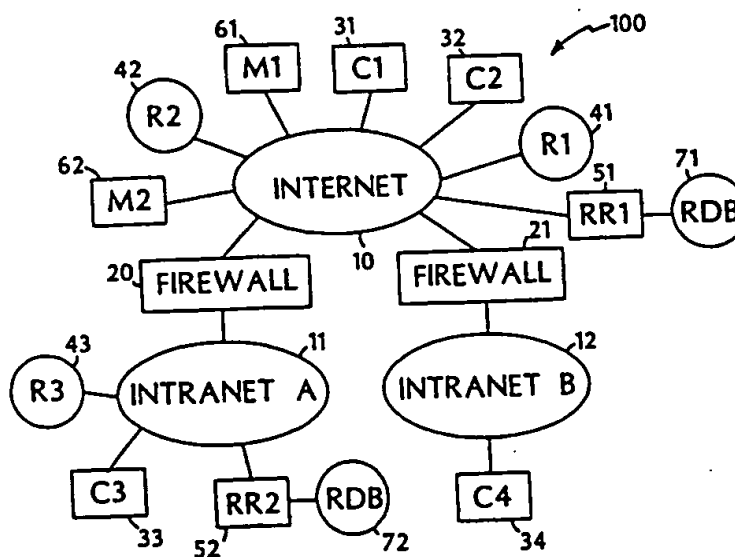 61
31
32
100
42
M1
C1
C2
R2
41
R1
62
71
M2
INTERNET
51
RR1
RDB
10
21
20
FIREWALL
FIREWALL
43
11
12
R3
INTRANET A
INTRANET B
C3
RR2
RDB
C4
33
52
72
34